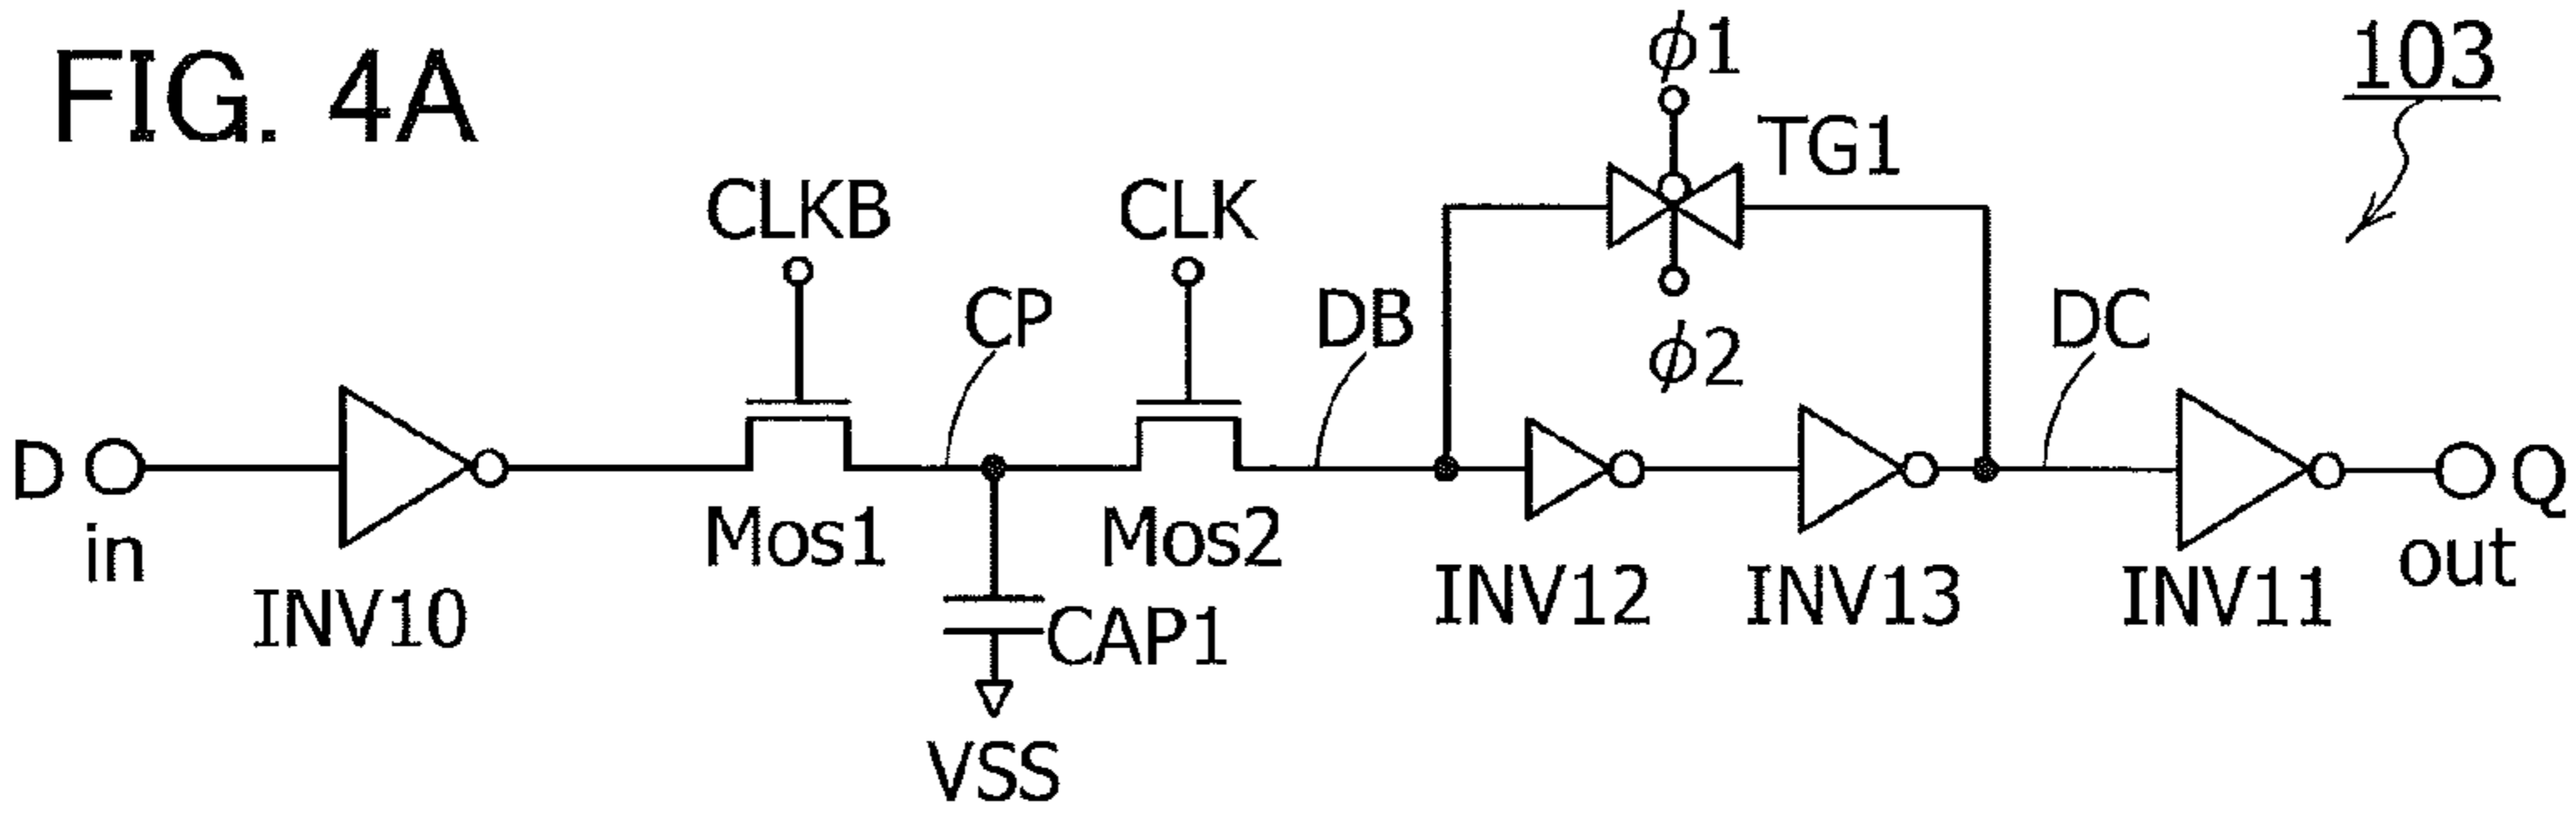 FIG. 4A
ϕ1
103
TG1
CLKB
CLK
CP
DB
ϕ2
DC
D
in
INV10
Mos1
Mos2
CAP1
VSS
INV12
INV13
INV11
Q
out